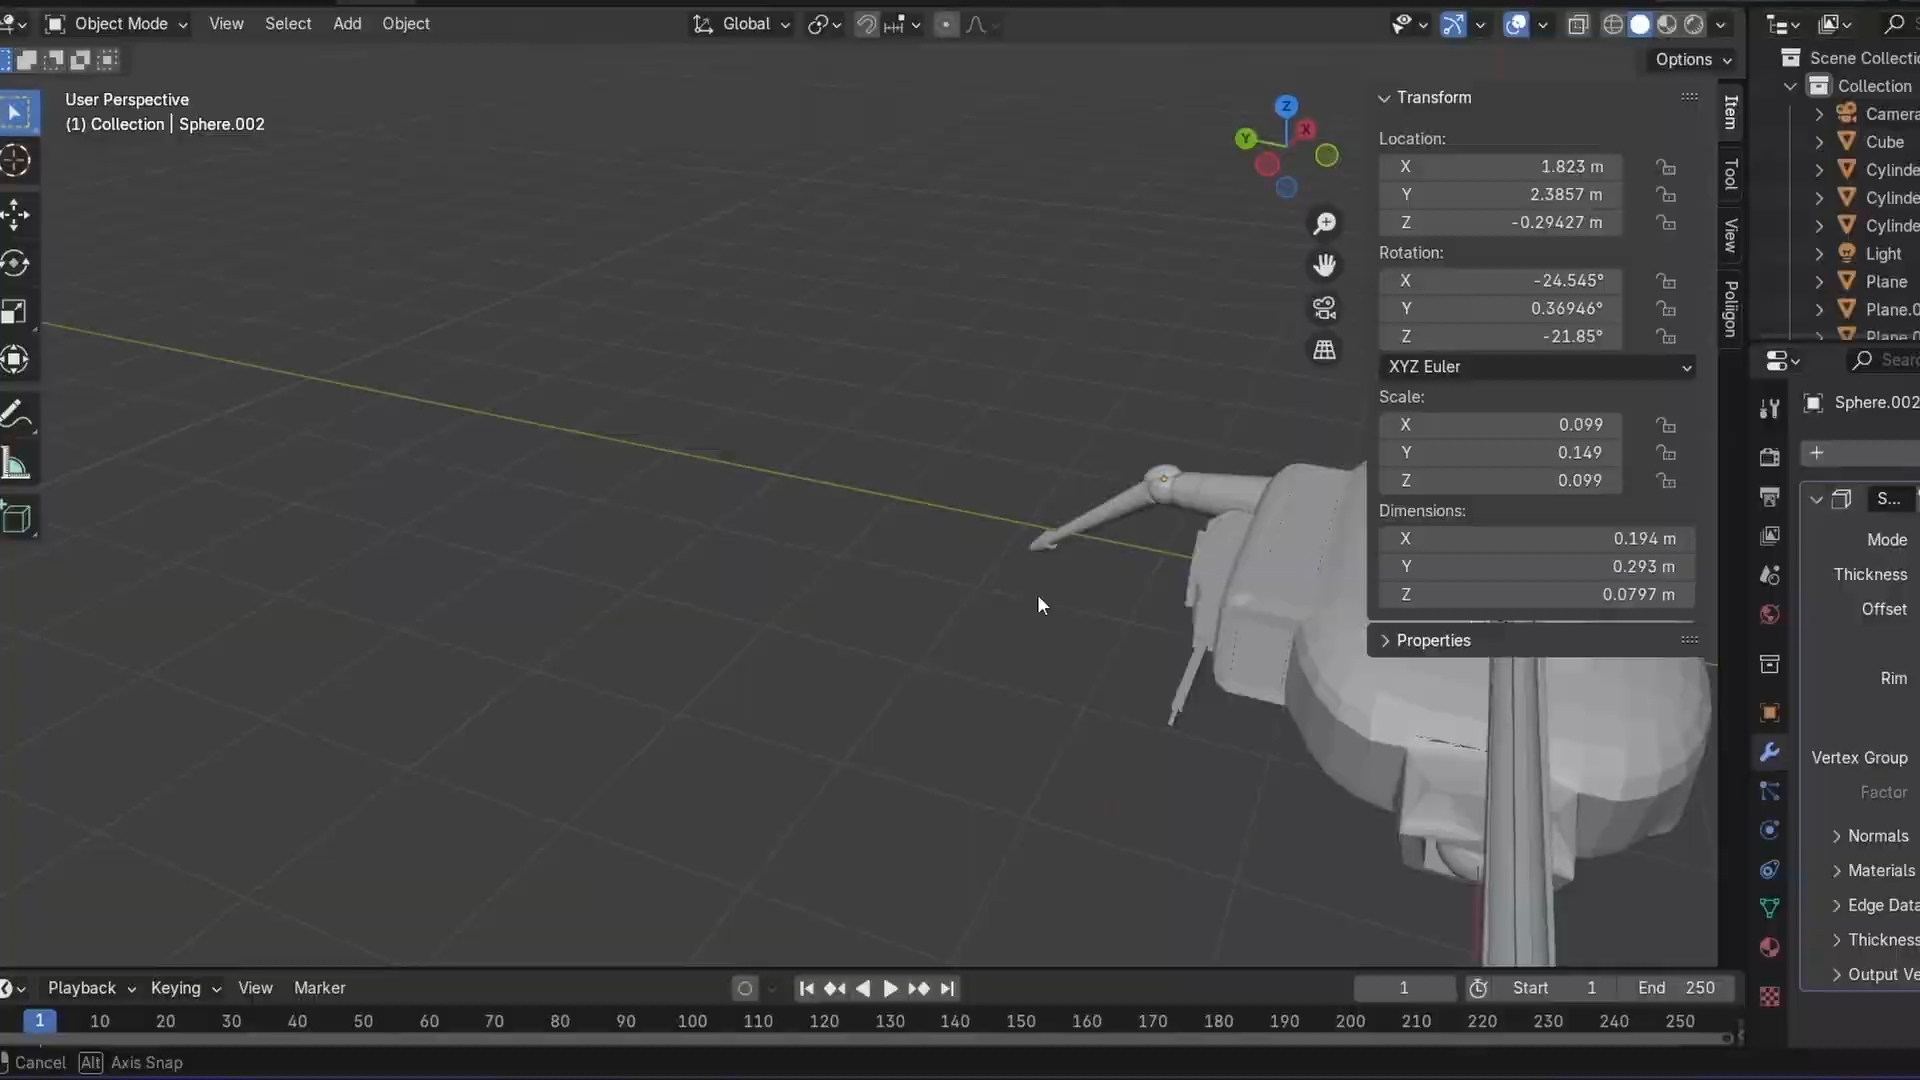 Object Mode View Select Add Object Global
Options
User Perspective
(1) Collection | Sphere.002
Z
Y
X
Transform
Location:
X 1.823 m
Y 2.3857 m
Z -0.29427 m
Rotation:
X -24.545°
Y 0.36946°
Z -21.85°
XYZ Euler
Scale:
X 0.099
Y 0.149
Z 0.099
Dimensions:
X 0.194 m
Y 0.293 m
Z 0.0797 m
Properties
Item
Tool
View
Poliigon
Scene Collectio
Collection
Camera
Cube
Cylinde
Cylinde
Cylinde
Light
Plane
Plane.0
Plane.0
Searc
Sphere.002
S...
Mode
Thickness
Offset
Rim
Vertex Group
Factor
Normals
Materials
Edge Data
Thickness
Output Ve
Playback Keying View Marker 1 Start 1 End 250
1 10 20 30 40 50 60 70 80 90 100 110 120 130 140 150 160 170 180 190 200 210 220 230 240 250
Cancel Alt Axis Snap